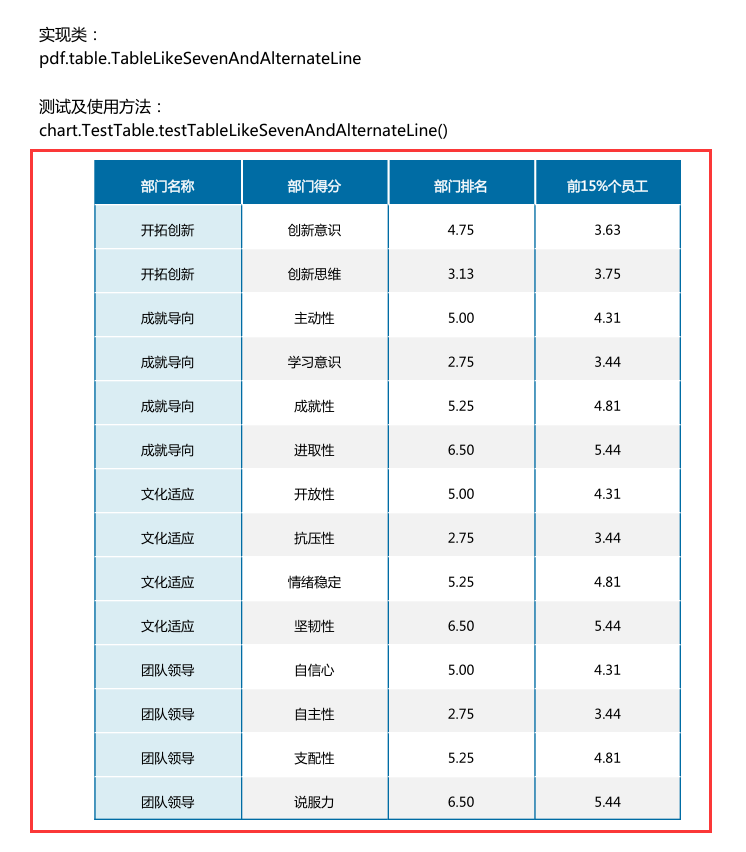 实现类：
pdf.table.TableLikeSevenAndAlternateLine
测试及使用方法：
chart.TestTable.testTableLikeSevenAndAlternateLine()
部门名称 部门得分 部门排名 前15%个员工
开拓创新 创新意识 4.75 3.63
开拓创新 创新思维 3.13 3.75
成就导向 主动性 5.00 4.31
成就导向 学习意识 2.75 3.44
成就导向 成就性 5.25 4.81
成就导向 进取性 6.50 5.44
文化适应 开放性 5.00 4.31
文化适应 抗压性 2.75 3.44
文化适应 情绪稳定 5.25 4.81
文化适应 坚韧性 6.50 5.44
团队领导 自信心 5.00 4.31
团队领导 自主性 2.75 3.44
团队领导 支配性 5.25 4.81
团队领导 说服力 6.50 5.44